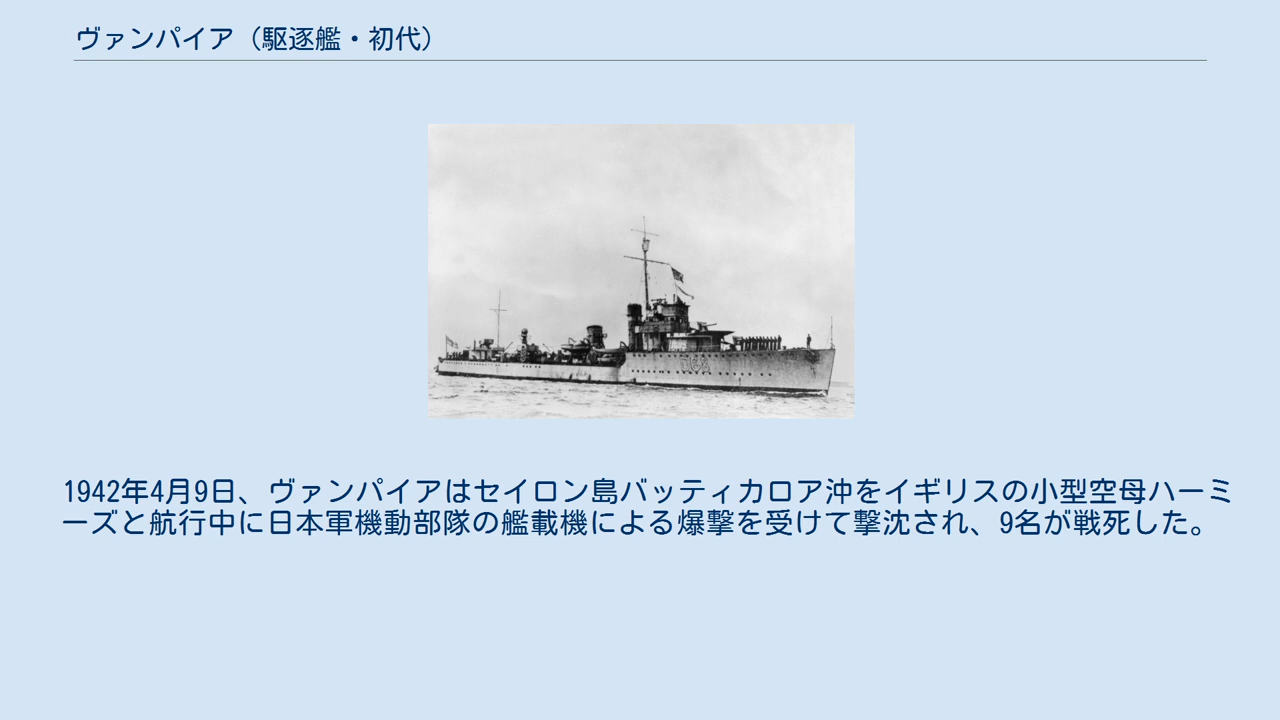 ヴァンパイア（駆逐艦・初代）
D68
1942年4月9日、ヴァンパイアはセイロン島バッティカロア沖をイギリスの小型空母ハーミ
ーズと航行中に日本軍機動部隊の艦載機による爆撃を受けて撃沈され、9名が戦死した。